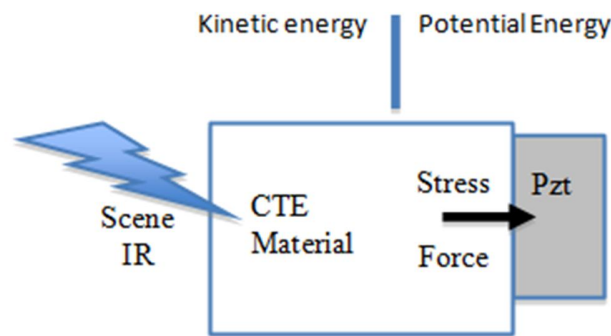 Kinetic energy
Potential Energy
Scene
IR
CTE
Material
Stress
Force
Pzt